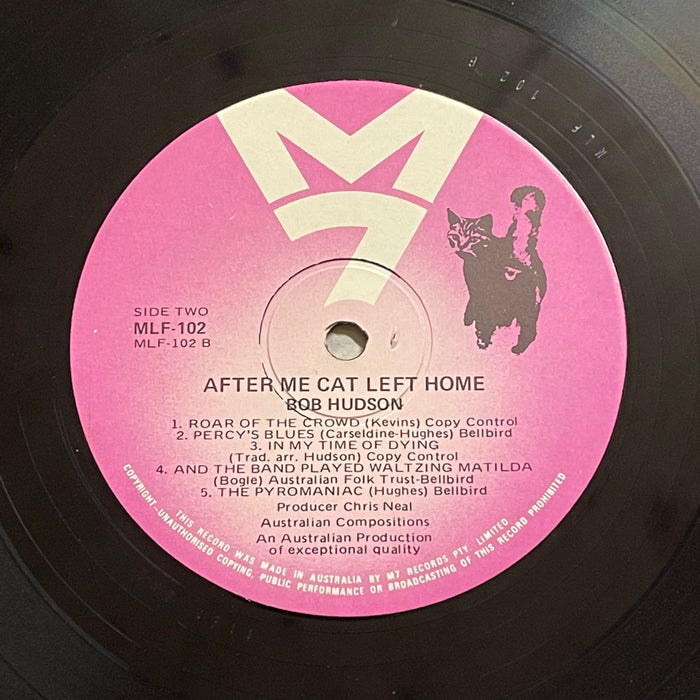 MLF 102 B
M
7
SIDE TWO
MLF-102
MLF-102 B
AFTER ME CAT LEFT HOME
BOB HUDSON
1. ROAR OF THE CROWD (Kevins) Copy Control
2. PERCY'S BLUES (Carseldine-Hughes) Bellbird
3. IN MY TIME OF DYING
(Trad. arr. Hudson) Copy Control
4. AND THE BAND PLAYED WALTZING MATILDA
(Bogle) Australian Folk Trust-Bellbird
5. THE PYROMANIAC (Hughes) Bellbird
Producer Chris Neal
Australian Compositions
An Australian Production
of exceptional quality
THIS RECORD WAS MADE IN AUSTRALIA BY M7 RECORDS PTY. LIMITED
COPYRIGHT—UNAUTHORISED COPYING, PUBLIC PERFORMANCE OR BROADCASTING OF THIS RECORD PROHIBITED